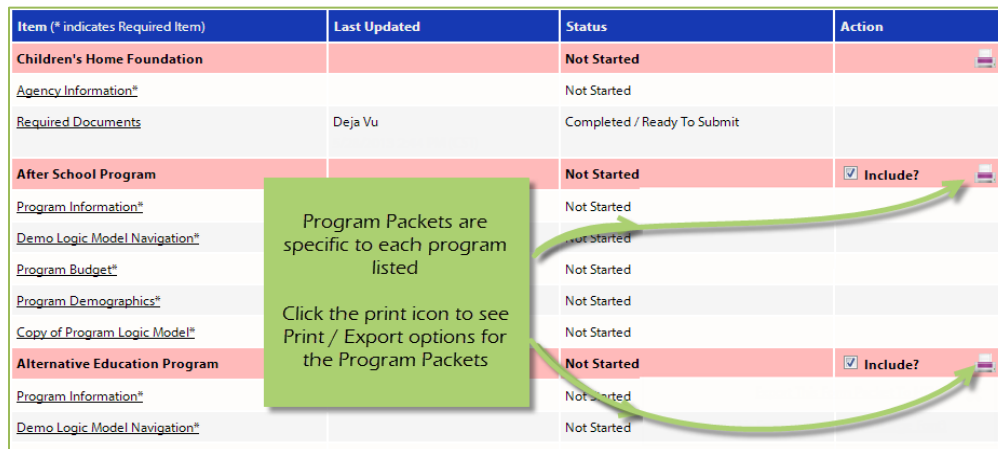 Item (* indicates Required Item) Last Updated Status Action
Children's Home Foundation Not Started
Agency Information* Not Started
Required Documents Deja Vu Completed / Ready To Submit
After School Program Not Started Include?
Program Information* Not Started
Demo Logic Model Navigation* Not Started
Program Budget* Not Started
Program Demographics* Not Started
Copy of Program Logic Model* Not Started
Alternative Education Program Not Started Include?
Program Information* Not Started
Demo Logic Model Navigation* Not Started
Program Packets are
specific to each program
listed
Click the print icon to see
Print / Export options for
the Program Packets